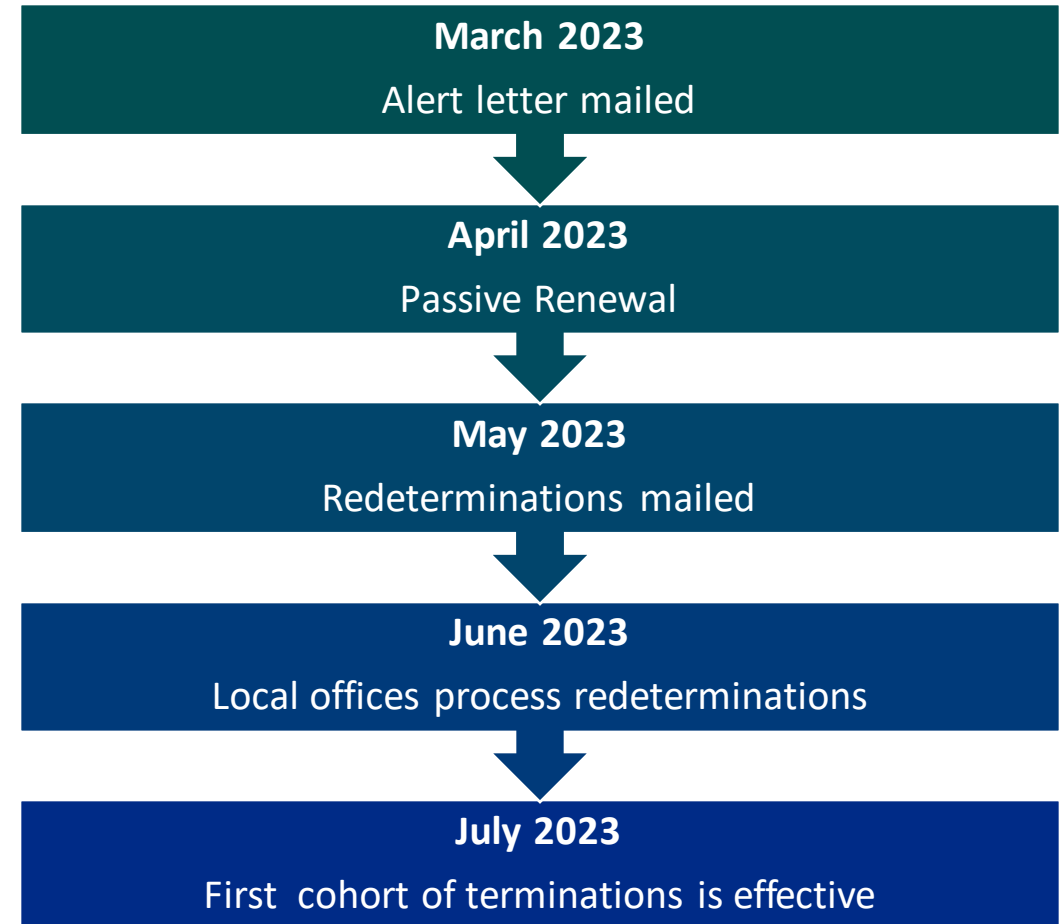 March 2023
Alert letter mailed
April 2023
Passive Renewal
May 2023
Redeterminations mailed
June 2023
Local offices process redeterminations
July 2023
First cohort of terminations is effective